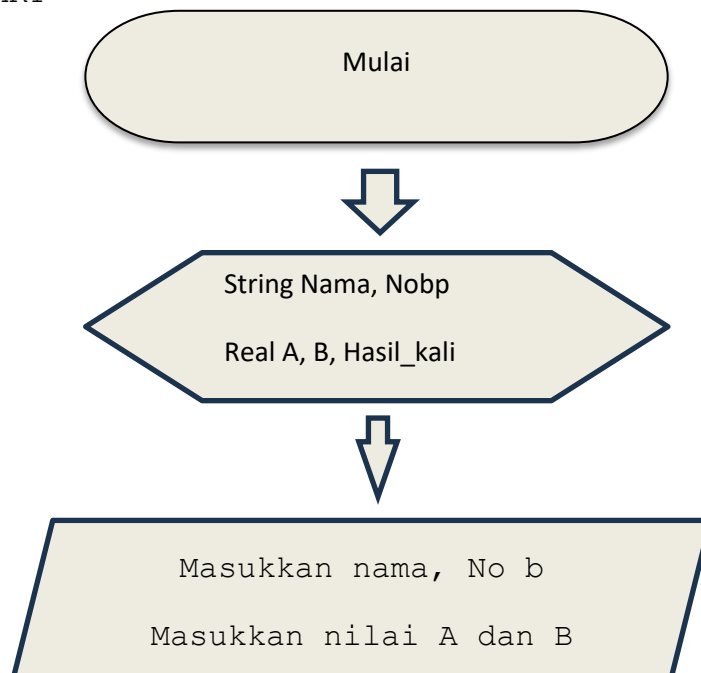 Mulai
String Nama, Nobp
Real A, B, Hasil_kali
Masukkan nama, No b
Masukkan nilai A dan B